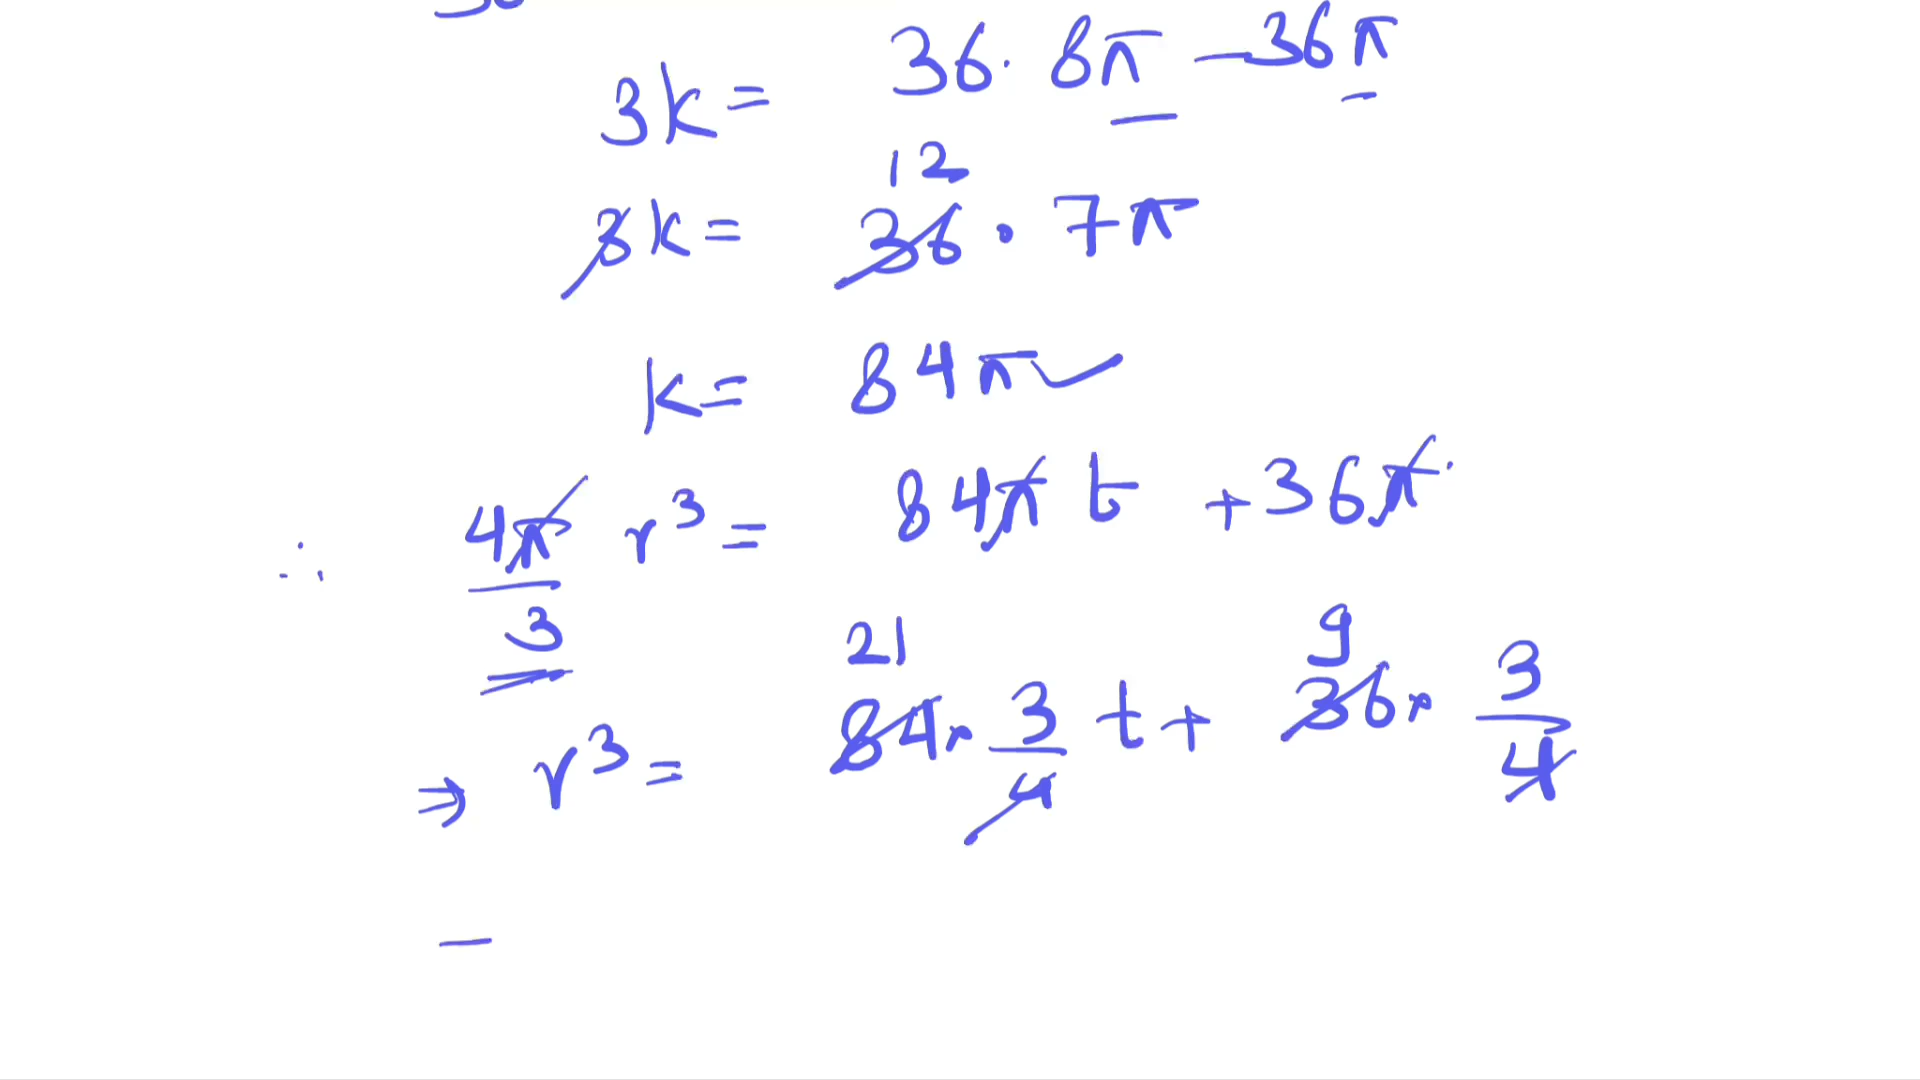 3k = 36 · 8π − 36π
12
3k = 36 · 7π
k = 84π ✓
∴ 4π/3 r³ = 84π t + 36π
21 9
⇒ r³ = 84 × 3/4 t + 36 × 3/4